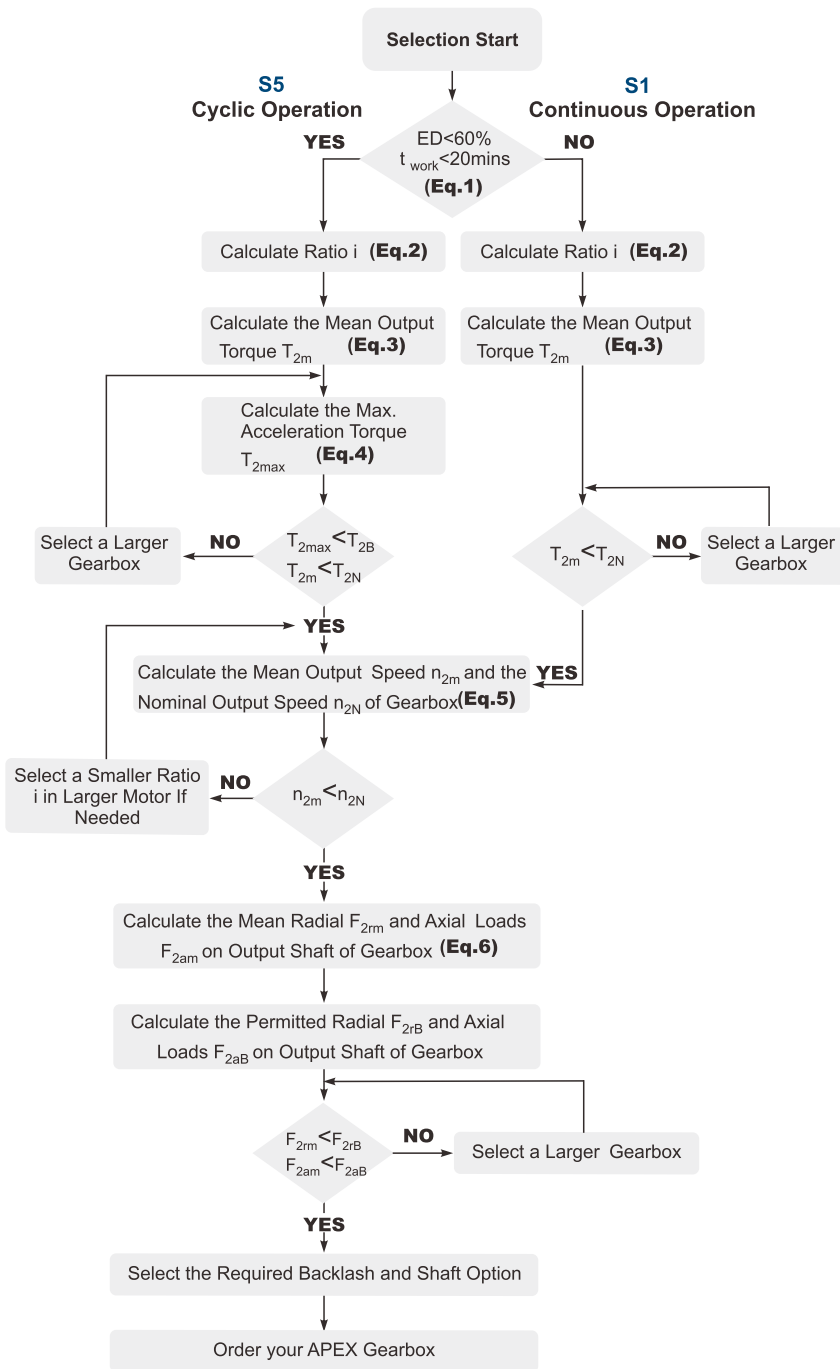 Selection Start
S5
Cyclic Operation
S1
Continuous Operation
YES
ED<60%
t work<20mins
(Eq.1)
NO
Calculate Ratio i (Eq.2)
Calculate Ratio i (Eq.2)
Calculate the Mean Output
Torque T2m (Eq.3)
Calculate the Mean Output
Torque T2m (Eq.3)
Calculate the Max.
Acceleration Torque
T2max (Eq.4)
Select a Larger
Gearbox
NO
T2max<T2B
T2m<T2N
T2m<T2N
NO
Select a Larger
Gearbox
YES
Calculate the Mean Output Speed n2m and the
Nominal Output Speed n2N of Gearbox(Eq.5)
YES
Select a Smaller Ratio
i in Larger Motor If
Needed
NO
n2m<n2N
YES
Calculate the Mean Radial F2rm and Axial Loads
F2am on Output Shaft of Gearbox (Eq.6)
Calculate the Permitted Radial F2rB and Axial
Loads F2aB on Output Shaft of Gearbox
F2rm<F2rB
F2am<F2aB
NO
Select a Larger Gearbox
YES
Select the Required Backlash and Shaft Option
Order your APEX Gearbox